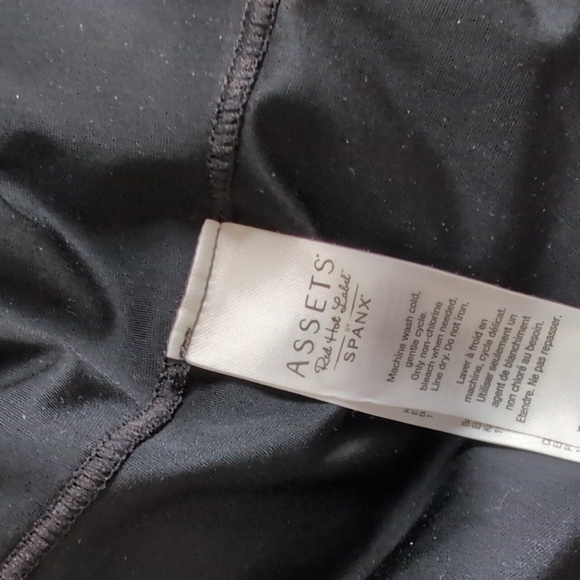 ASSETS®
Red Hot Label™
BY
SPANX®
Machine wash cold,
gentle cycle.
Only non-chlorine
bleach when needed.
Line dry. Do not iron.
Laver à froid en
machine, cycle délicat.
Utiliser seulement un
agent de blanchiment
non chloré au besoin.
Étendre. Ne pas repasser.